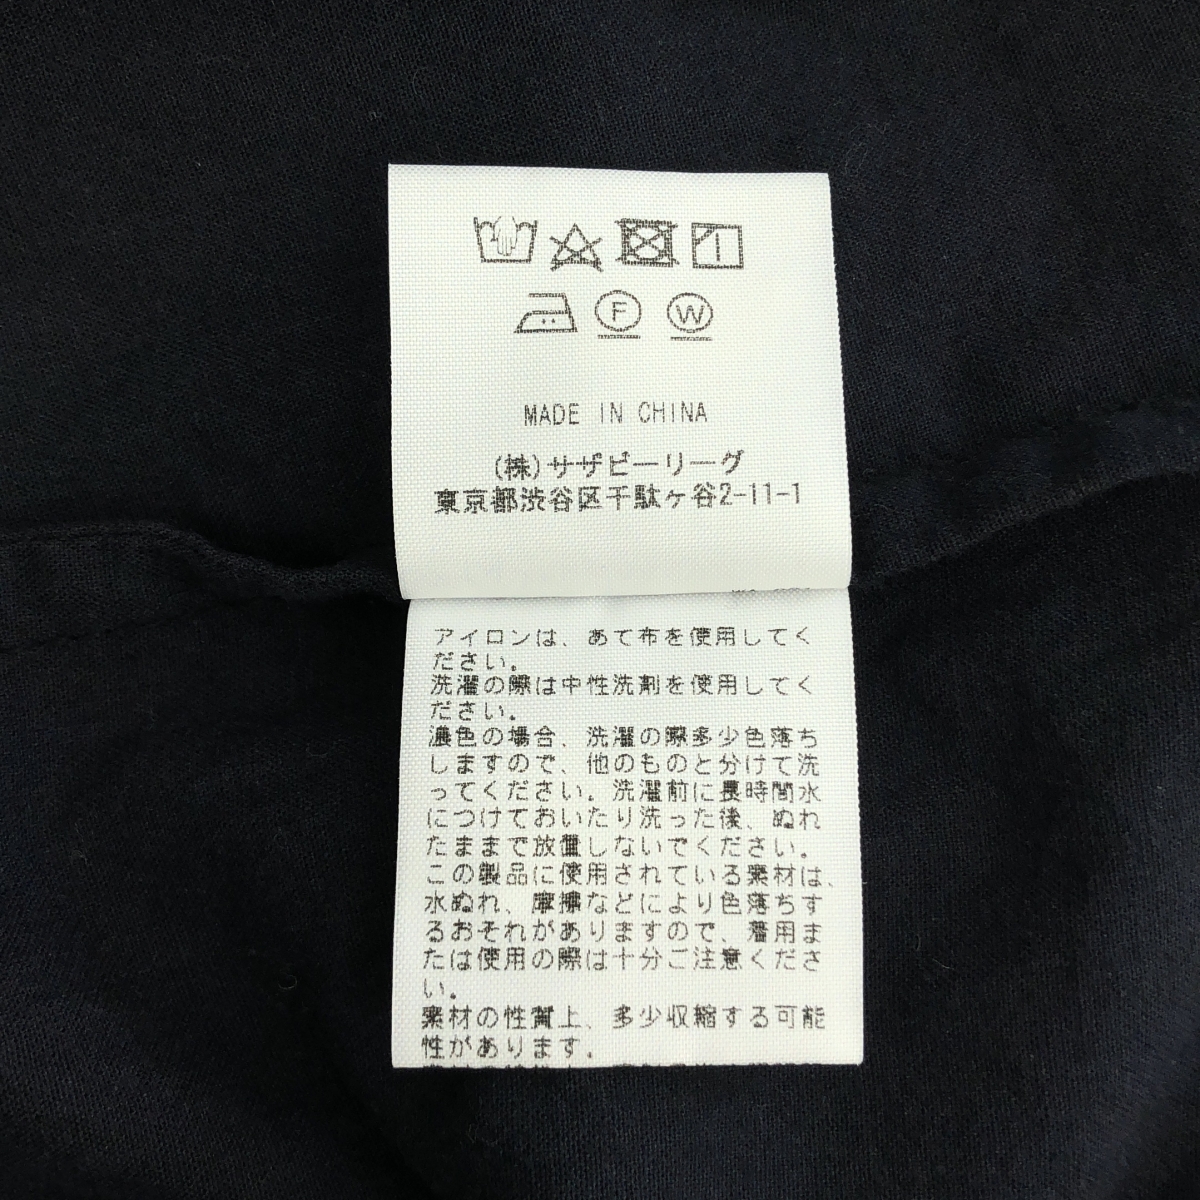 F W
MADE IN CHINA
(株)サザビーリーグ
東京都渋谷区千駄ヶ谷2-11-1
アイロンは、あて布を使用してく
ださい。
洗濯の際は中性洗剤を使用してく
ださい。
濃色の場合、洗濯の際多少色落ち
しますので、他のものと分けて洗
ってください。洗濯前に長時間水
につけておいたり洗った後、ぬれ
たままで放置しないでください。
この製品に使用されている素材は、
水ぬれ、摩擦などにより色落ちす
るおそれがありますので、着用ま
たは使用の際は十分ご注意くださ
い。
素材の性質上、多少収縮する可能
性があります。